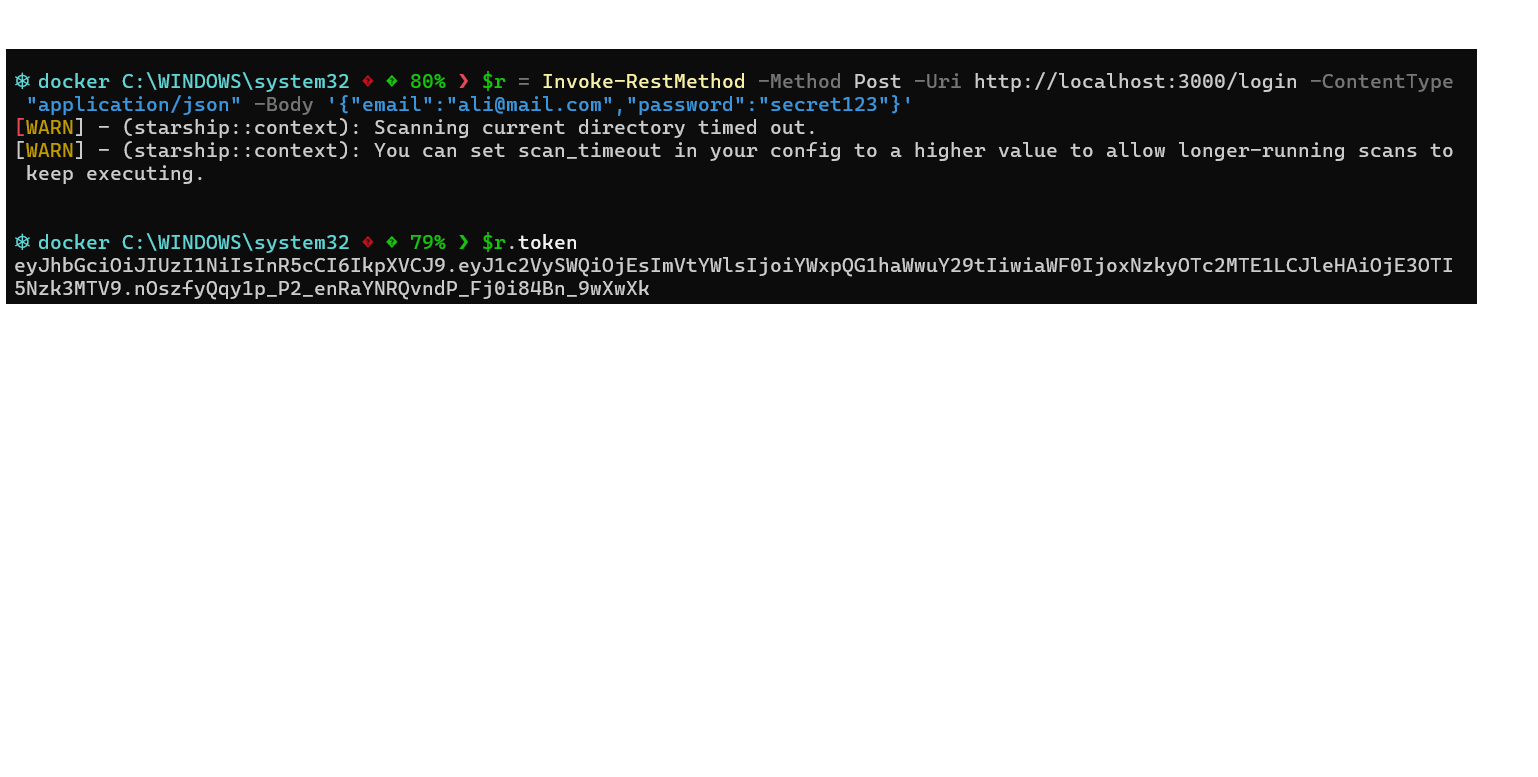 ⎈ docker C:\WINDOWS\system32 � � 80% ❯ $r = Invoke-RestMethod -Method Post -Uri http://localhost:3000/login -ContentType
"application/json" -Body '{"email":"ali@mail.com","password":"secret123"}'
[WARN] - (starship::context): Scanning current directory timed out.
[WARN] - (starship::context): You can set scan_timeout in your config to a higher value to allow longer-running scans to
keep executing.
⎈ docker C:\WINDOWS\system32 � � 79% ❯ $r.token
eyJhbGciOiJIUzI1NiIsInR5cCI6IkpXVCJ9.eyJ1c2VySWQiOjEsImVtYWlsIjoiYWxpQG1haWwuY29tIiwiaWF0IjoxNzkyOTc2MTE1LCJleHAiOjE3OTI
5Nzk3MTV9.nOszfyQqy1p_P2_enRaYNRQvndP_Fj0i84Bn_9wXwXk